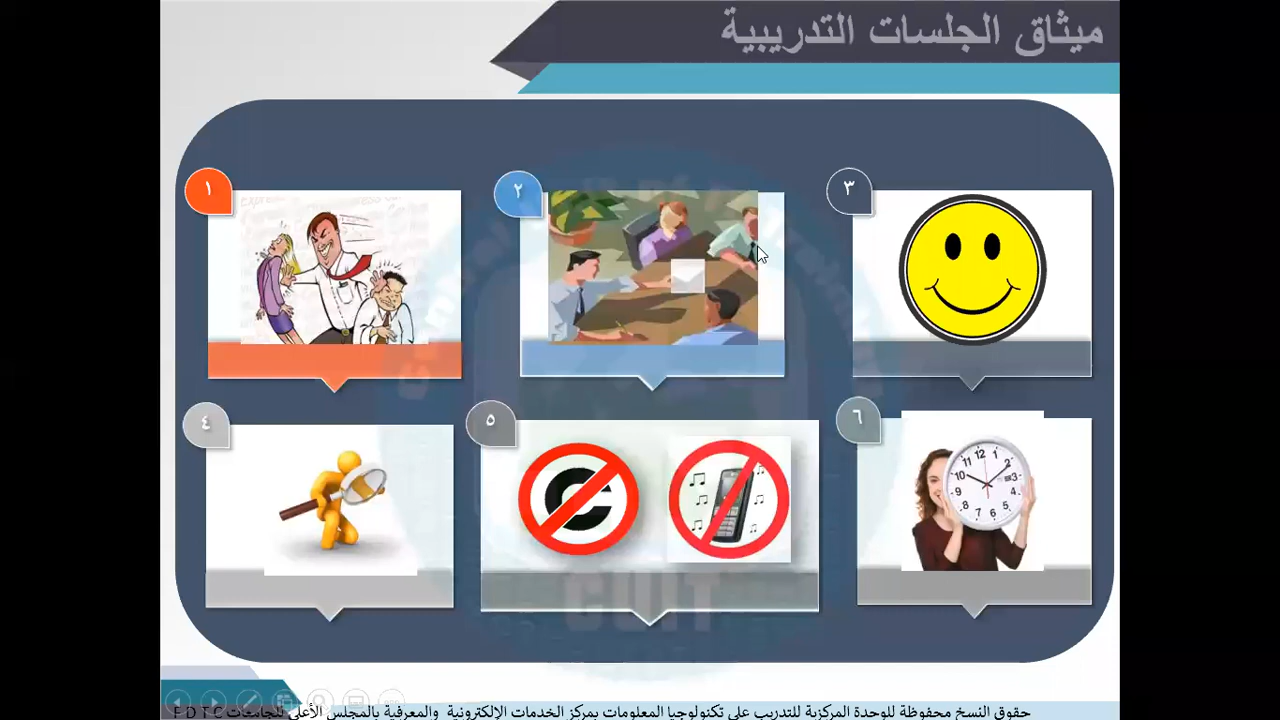 ميثاق الجلسات التدريبية
١
٢
٣
٤
٥
٦
CUIT
حقوق النسخ محفوظة للوحدة المركزية للتدريب على تكنولوجيا المعلومات بمركز الخدمات الإلكترونية والمعرفية بالمجلس الأعلى للجامعات F D T C